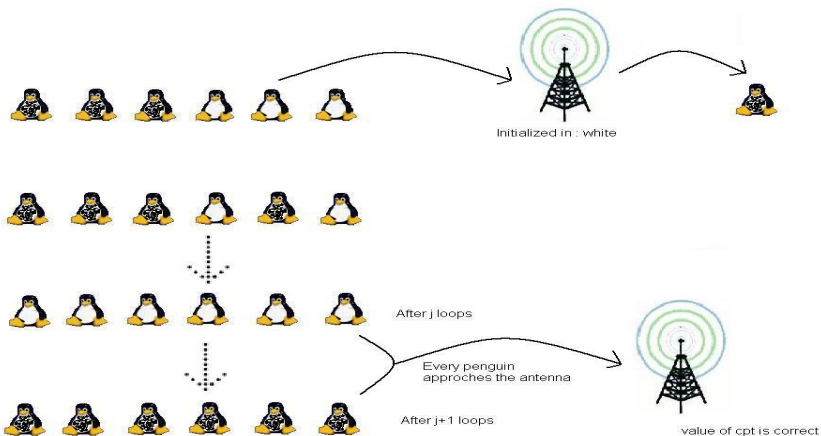 Initialized in : white
After j loops
Every penguin
approches the antenna
After j+1 loops
value of cpt is correct